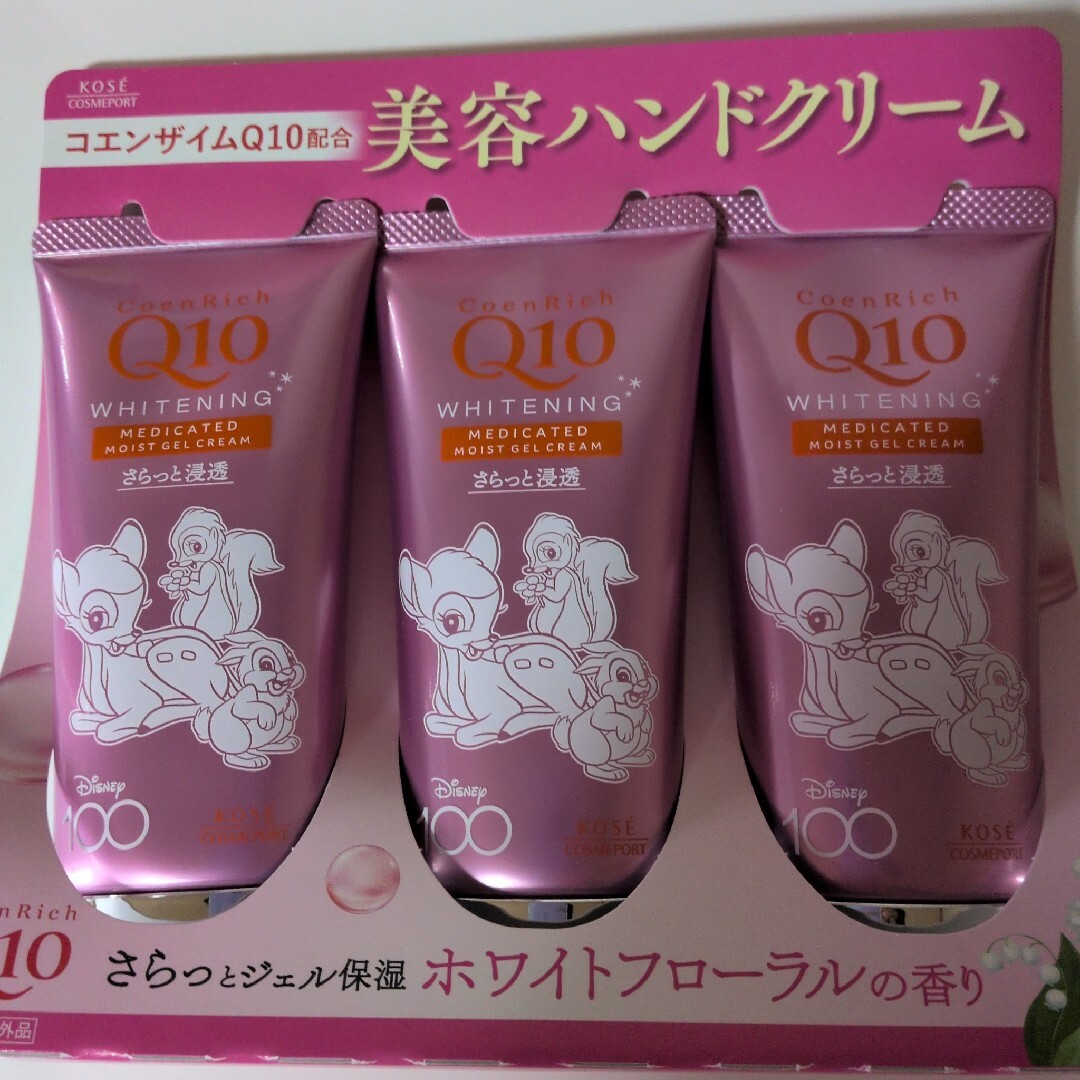 KOSÉ
COSMEPORT
コエンザイムQ10配合
美容ハンドクリーム
CoenRich
Q10
WHITENING
MEDICATED
MOIST GEL CREAM
さらっと浸透
Disney
100
KOSÉ
COSMEPORT
CoenRich
Q10
WHITENING
MEDICATED
MOIST GEL CREAM
さらっと浸透
Disney
100
KOSÉ
COSMEPORT
CoenRich
Q10
WHITENING
MEDICATED
MOIST GEL CREAM
さらっと浸透
Disney
100
KOSÉ
COSMEPORT
enRich
Q10
さらっとジェル保湿 ホワイトフローラルの香り
外品